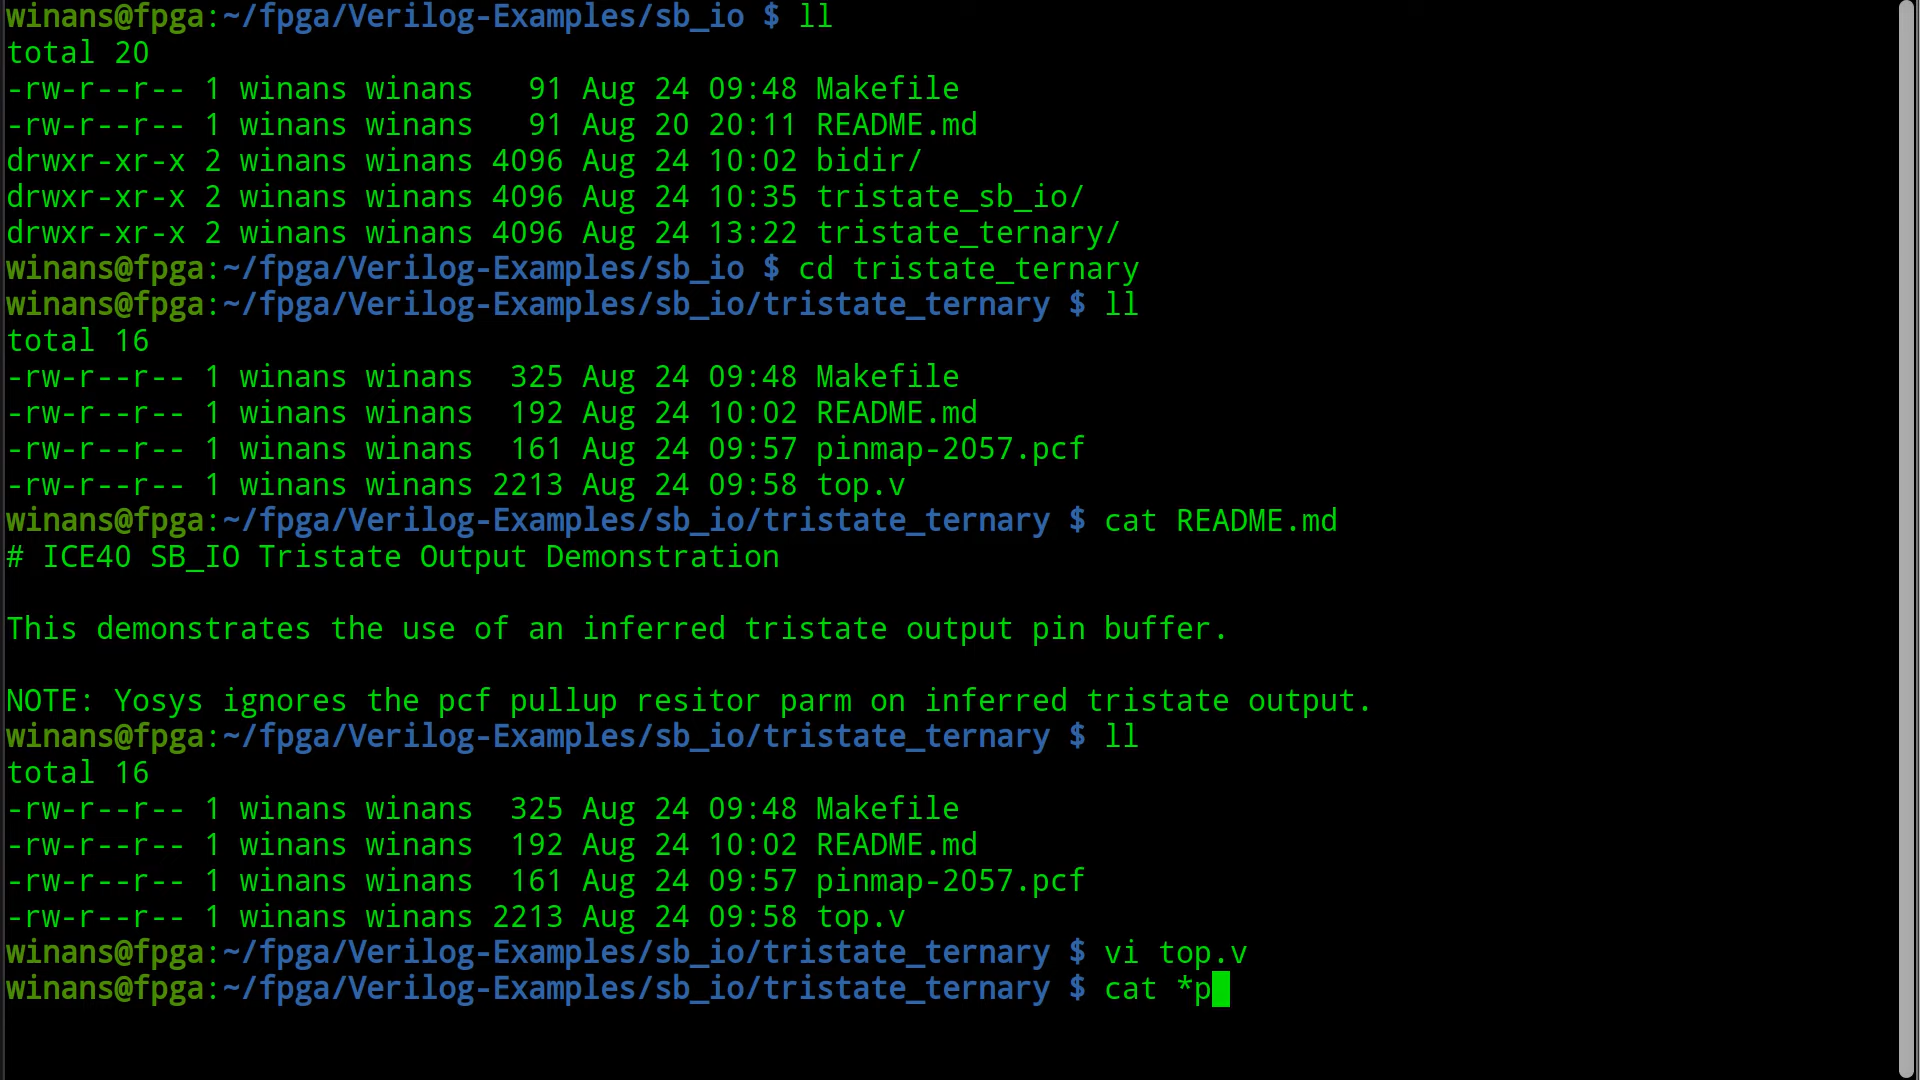 winans@fpga:~/fpga/Verilog-Examples/sb_io $ ll
total 20
-rw-r--r-- 1 winans winans   91 Aug 24 09:48 Makefile
-rw-r--r-- 1 winans winans   91 Aug 20 20:11 README.md
drwxr-xr-x 2 winans winans 4096 Aug 24 10:02 bidir/
drwxr-xr-x 2 winans winans 4096 Aug 24 10:35 tristate_sb_io/
drwxr-xr-x 2 winans winans 4096 Aug 24 13:22 tristate_ternary/
winans@fpga:~/fpga/Verilog-Examples/sb_io $ cd tristate_ternary
winans@fpga:~/fpga/Verilog-Examples/sb_io/tristate_ternary $ ll
total 16
-rw-r--r-- 1 winans winans  325 Aug 24 09:48 Makefile
-rw-r--r-- 1 winans winans  192 Aug 24 10:02 README.md
-rw-r--r-- 1 winans winans  161 Aug 24 09:57 pinmap-2057.pcf
-rw-r--r-- 1 winans winans 2213 Aug 24 09:58 top.v
winans@fpga:~/fpga/Verilog-Examples/sb_io/tristate_ternary $ cat README.md
# ICE40 SB_IO Tristate Output Demonstration
This demonstrates the use of an inferred tristate output pin buffer.
NOTE: Yosys ignores the pcf pullup resitor parm on inferred tristate output.
winans@fpga:~/fpga/Verilog-Examples/sb_io/tristate_ternary $ ll
total 16
-rw-r--r-- 1 winans winans  325 Aug 24 09:48 Makefile
-rw-r--r-- 1 winans winans  192 Aug 24 10:02 README.md
-rw-r--r-- 1 winans winans  161 Aug 24 09:57 pinmap-2057.pcf
-rw-r--r-- 1 winans winans 2213 Aug 24 09:58 top.v
winans@fpga:~/fpga/Verilog-Examples/sb_io/tristate_ternary $ vi top.v
winans@fpga:~/fpga/Verilog-Examples/sb_io/tristate_ternary $ cat *p